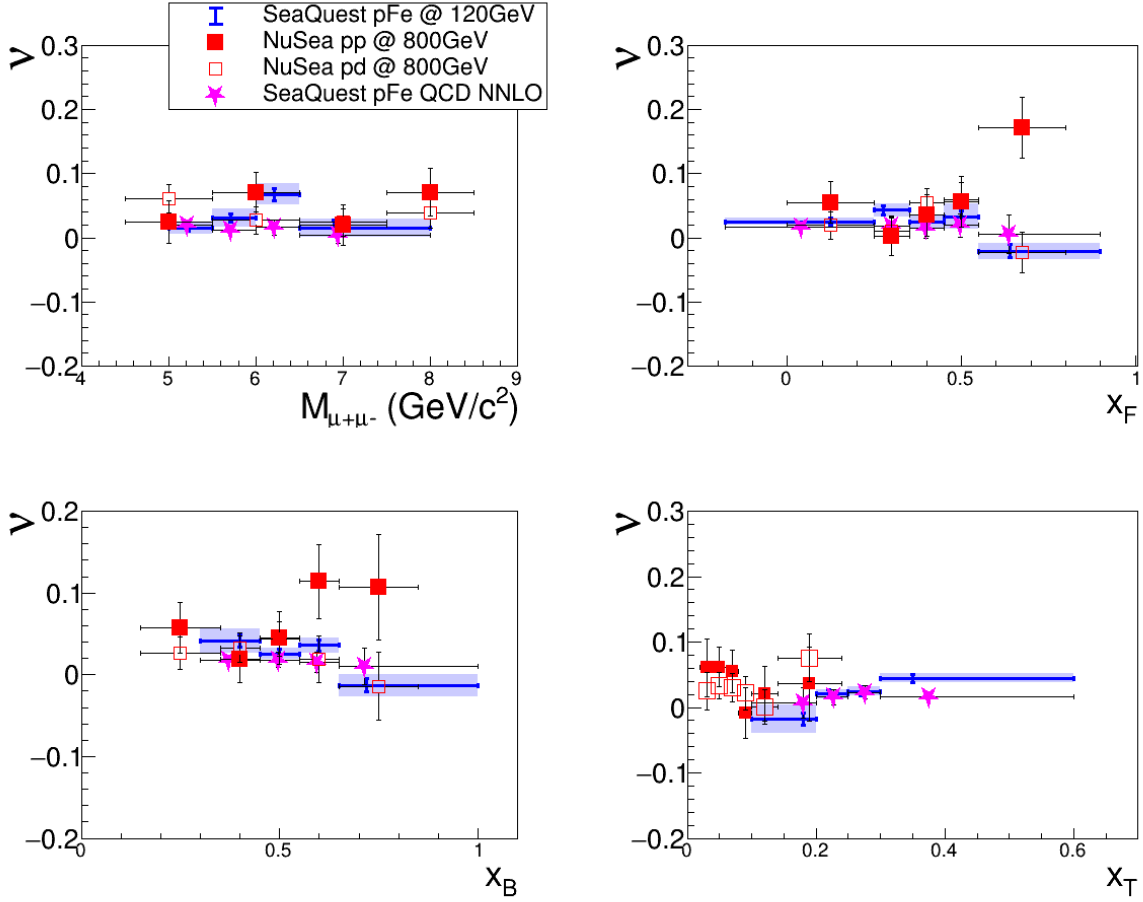 SeaQuest pFe @ 120GeV
NuSea pp @ 800GeV
NuSea pd @ 800GeV
SeaQuest pFe QCD NNLO
ν
0.3
0.2
0.1
0
−0.1
−0.2
4 5 6 7 8 9
M_{μ+μ-} (GeV/c²)
ν
0.3
0.2
0.1
0
−0.1
−0.2
0 0.5 1
x_F
ν
0.2
0.1
0
−0.1
−0.2
0 0.5 1
x_B
ν
0.3
0.2
0.1
0
−0.1
−0.2
0 0.2 0.4 0.6
x_T